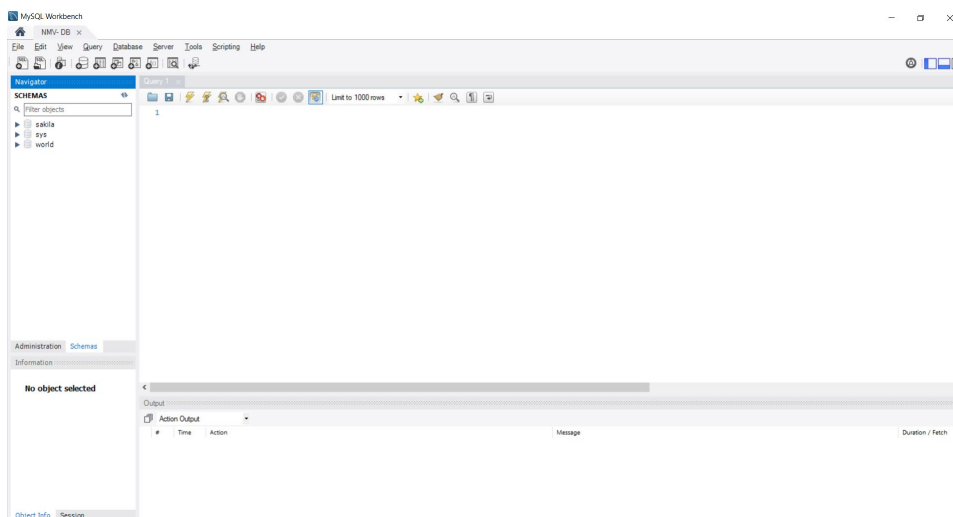 MySQL Workbench
NMV- DB ×
File Edit View Query Database Server Tools Scripting Help
Navigator
Query 1 ×
SCHEMAS
Filter objects
Limit to 1000 rows
1
sakila
sys
world
Administration Schemas
Information
No object selected
Output
Action Output
# Time Action Message Duration / Fetch
Object Info Session